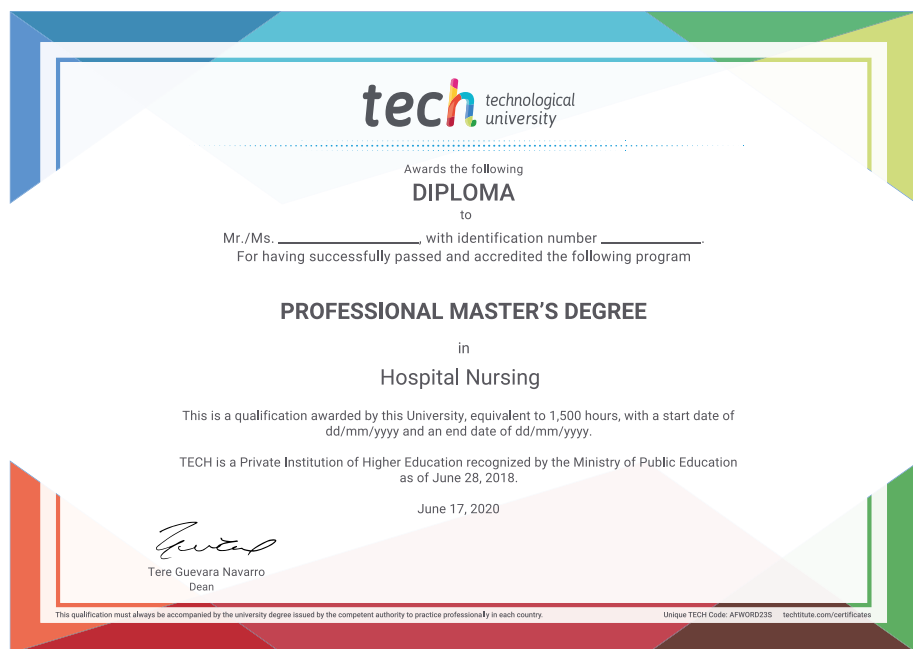 tech technological
university
Awards the following
DIPLOMA
to
Mr./Ms. ____________, with identification number ____________.
For having successfully passed and accredited the following program
PROFESSIONAL MASTER'S DEGREE
in
Hospital Nursing
This is a qualification awarded by this University, equivalent to 1,500 hours, with a start date of
dd/mm/yyyy and an end date of dd/mm/yyyy.
TECH is a Private Institution of Higher Education recognized by the Ministry of Public Education
as of June 28, 2018.
June 17, 2020
Tere Guevara Navarro
Dean
This qualification must always be accompanied by the university degree issued by the competent authority to practice professionally in each country. Unique TECH Code: AFWORD23S techtitute.com/certificates